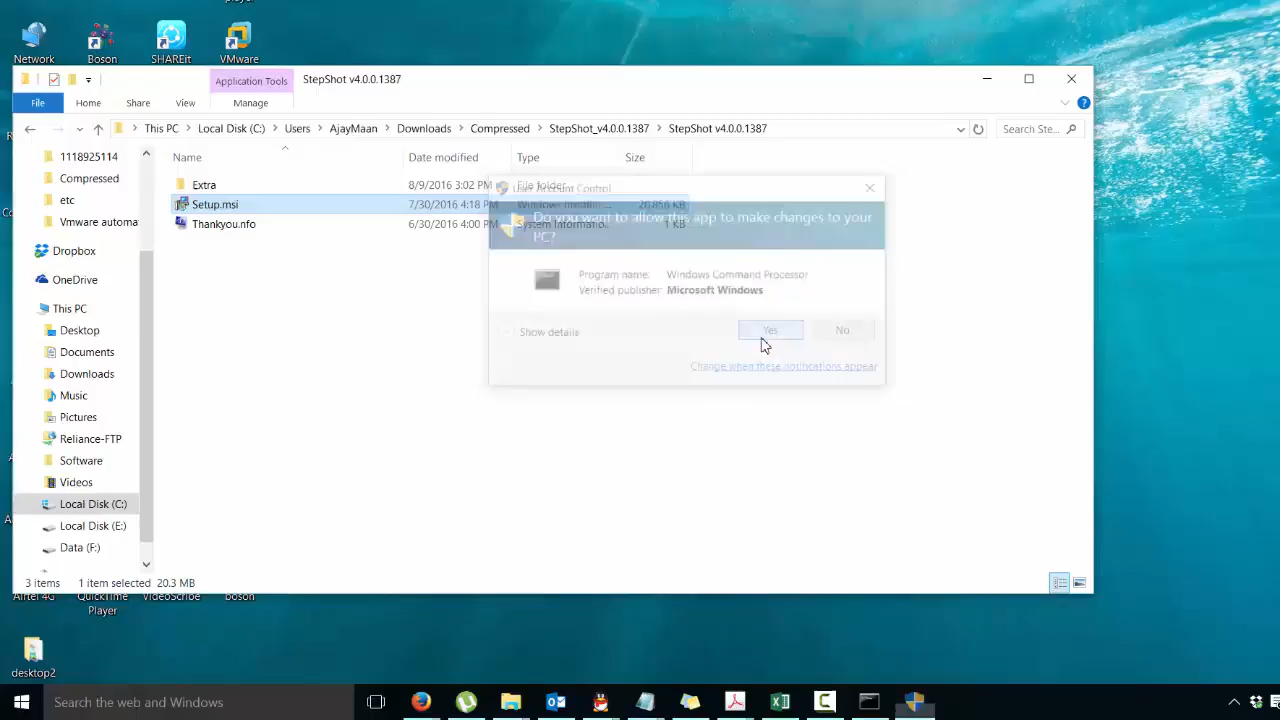 Network
Boson
SHAREit
VMware
Application Tools
StepShot v4.0.0.1387
File
Home
Share
View
Manage
This PC
Local Disk (C:)
Users
AjayMaan
Downloads
Compressed
StepShot_v4.0.0.1387
StepShot v4.0.0.1387
Search Ste...
1118925114
Compressed
etc
Vmware automa
Dropbox
OneDrive
This PC
Desktop
Documents
Downloads
Music
Pictures
Reliance-FTP
Software
Videos
Local Disk (C:)
Local Disk (E:)
Data (F:)
Name
Date modified
Type
Size
Extra
8/9/2016 3:02 PM
File folder
Setup.msi
7/30/2016 4:18 PM
Windows Installer ...
20,856 KB
Thankyou.nfo
6/30/2016 4:00 PM
System Informatio...
1 KB
User Account Control
Do you want to allow this app to make changes to your
PC?
Program name: Windows Command Processor
Verified publisher: Microsoft Windows
Show details
Yes
No
Change when these notifications appear
3 items
1 item selected
20.3 MB
Airtel 4G
QuickTime
Player
VideoScribe
boson
desktop2
Search the web and Windows